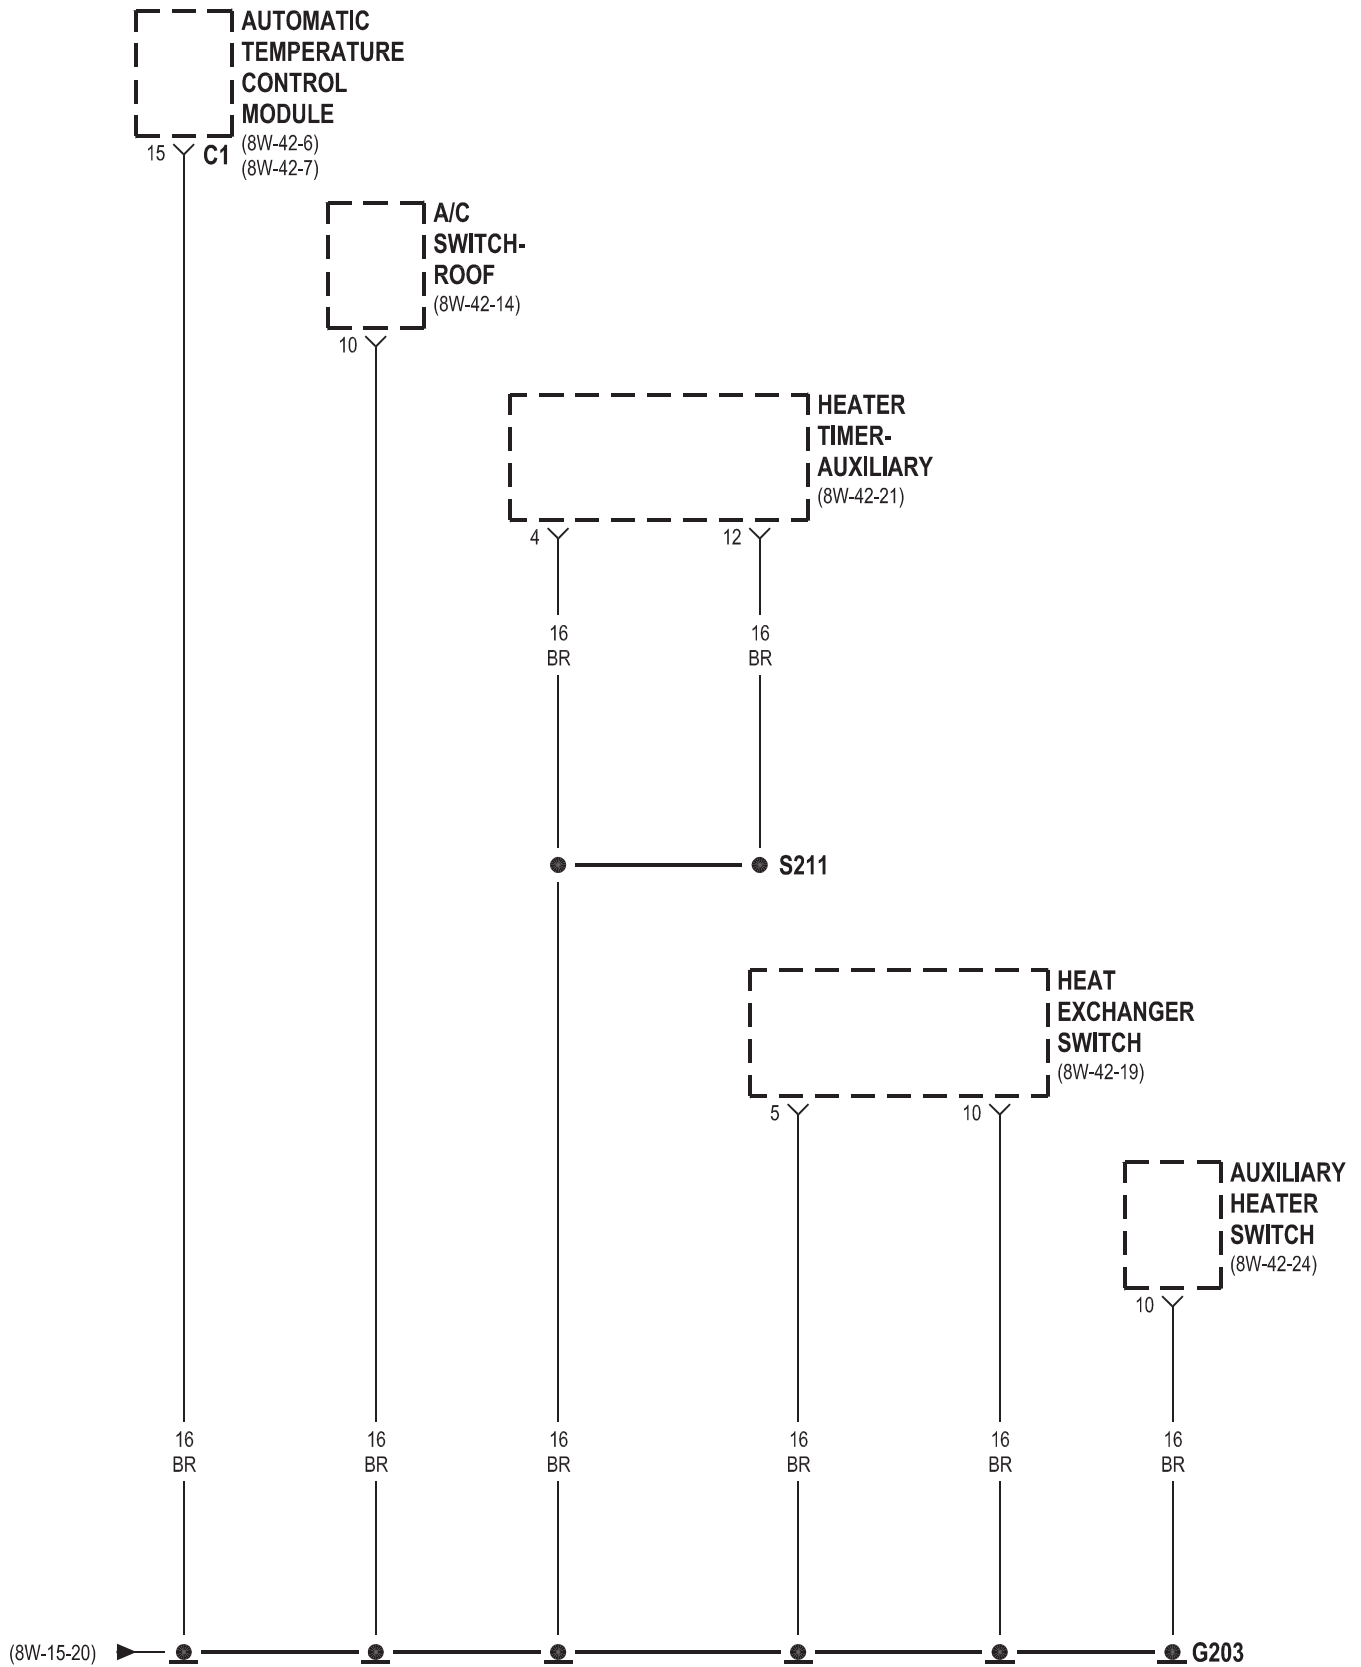 AUTOMATIC
TEMPERATURE
CONTROL
MODULE
(8W-42-6)
(8W-42-7)
15 C1
A/C
SWITCH-
ROOF
(8W-42-14)
10
HEATER
TIMER-
AUXILIARY
(8W-42-21)
4 12
16 16
BR BR
S211
HEAT
EXCHANGER
SWITCH
(8W-42-19)
5 10
AUXILIARY
HEATER
SWITCH
(8W-42-24)
10
16 16 16 16 16 16
BR BR BR BR BR BR
(8W-15-20) G203